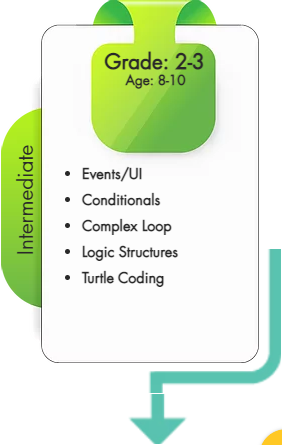 Grade: 2-3
Age: 8-10
Intermediate
• Events/UI
• Conditionals
• Complex Loop
• Logic Structures
• Turtle Coding